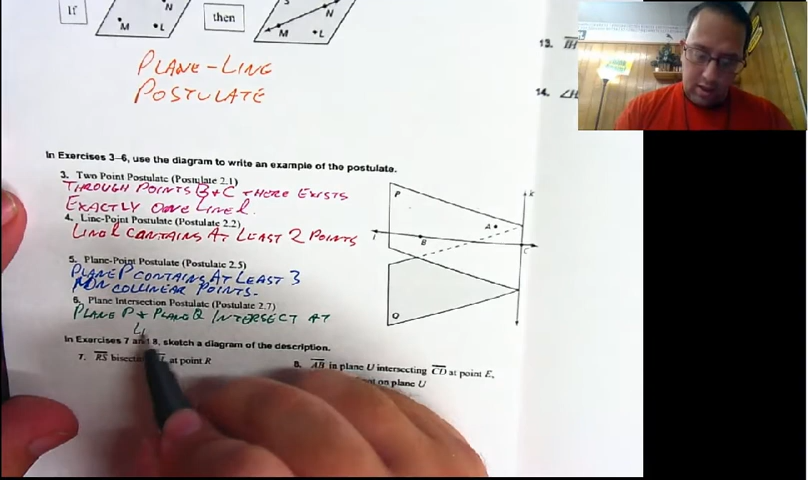 If
N
M
L
then
S
N
M
L
PLANE-LINE
POSTULATE
13.
14.
In Exercises 3–6, use the diagram to write an example of the postulate.
3. Two Point Postulate (Postulate 2.1)
THROUGH POINTS B + C THERE EXISTS
EXACTLY ONE LINE l.
4. Line-Point Postulate (Postulate 2.2)
CONTAINS AT LEAST 2 POINTS
5. Plane-Point Postulate (Postulate 2.5)
PLANE P CONTAINS AT LEAST 3
NON COLLINEAR POINTS.
6. Plane Intersection Postulate (Postulate 2.7)
PLANE P + PLANE Q INTERSECT AT
LI
P
k
A
l
B
C
Q
In Exercises 7 and 8, sketch a diagram of the description.
7. RS at point R
8. AB in plane U intersecting CD at point E,
not on plane U